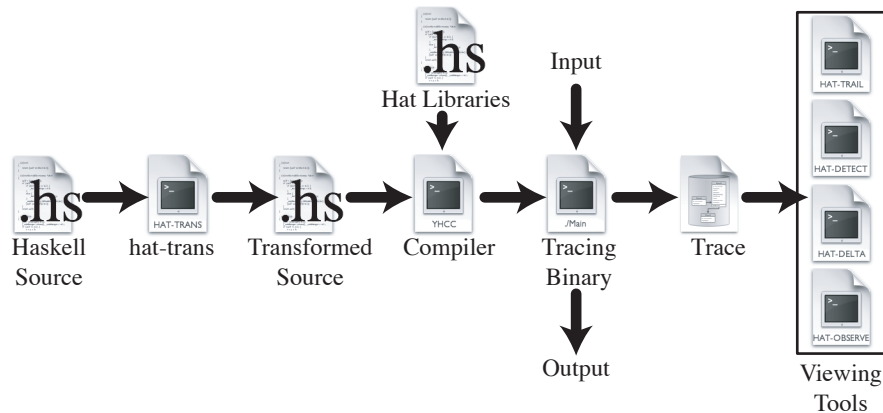 .hs
Hat Libraries
Input
>_
HAT-TRAIL
>_
HAT-DETECT
>_
HAT-DELTA
>_
HAT-OBSERVE
Viewing
Tools
.hs
Haskell
Source
>_
HAT-TRANS
hat-trans
.hs
Transformed
Source
>_
YHCC
Compiler
>_
./Main
Tracing
Binary
Trace
Output